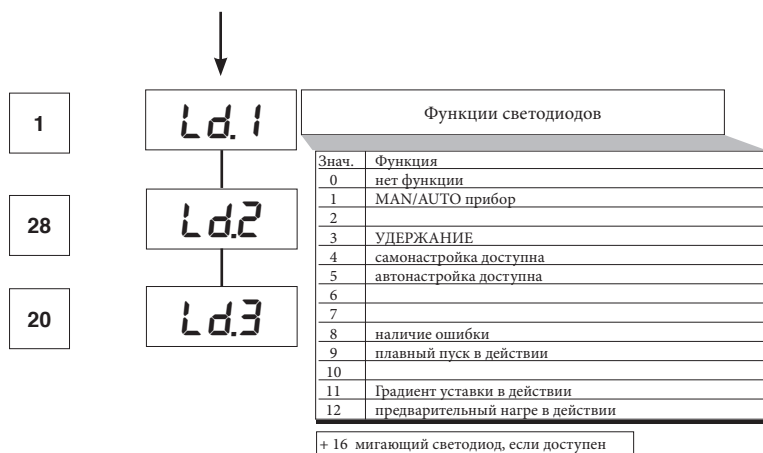 1
Ld.1
Функции светодиодов
Знач. Функция
0 нет функции
1 MAN/AUTO прибор
2
28
Ld.2
3 УДЕРЖАНИЕ
4 самонастройка доступна
5 автонастройка доступна
6
20
Ld.3
7
8 наличие ошибки
9 плавный пуск в действии
10
11 Градиент уставки в действии
12 предварительный нагре в действии
+ 16 мигающий светодиод, если доступен